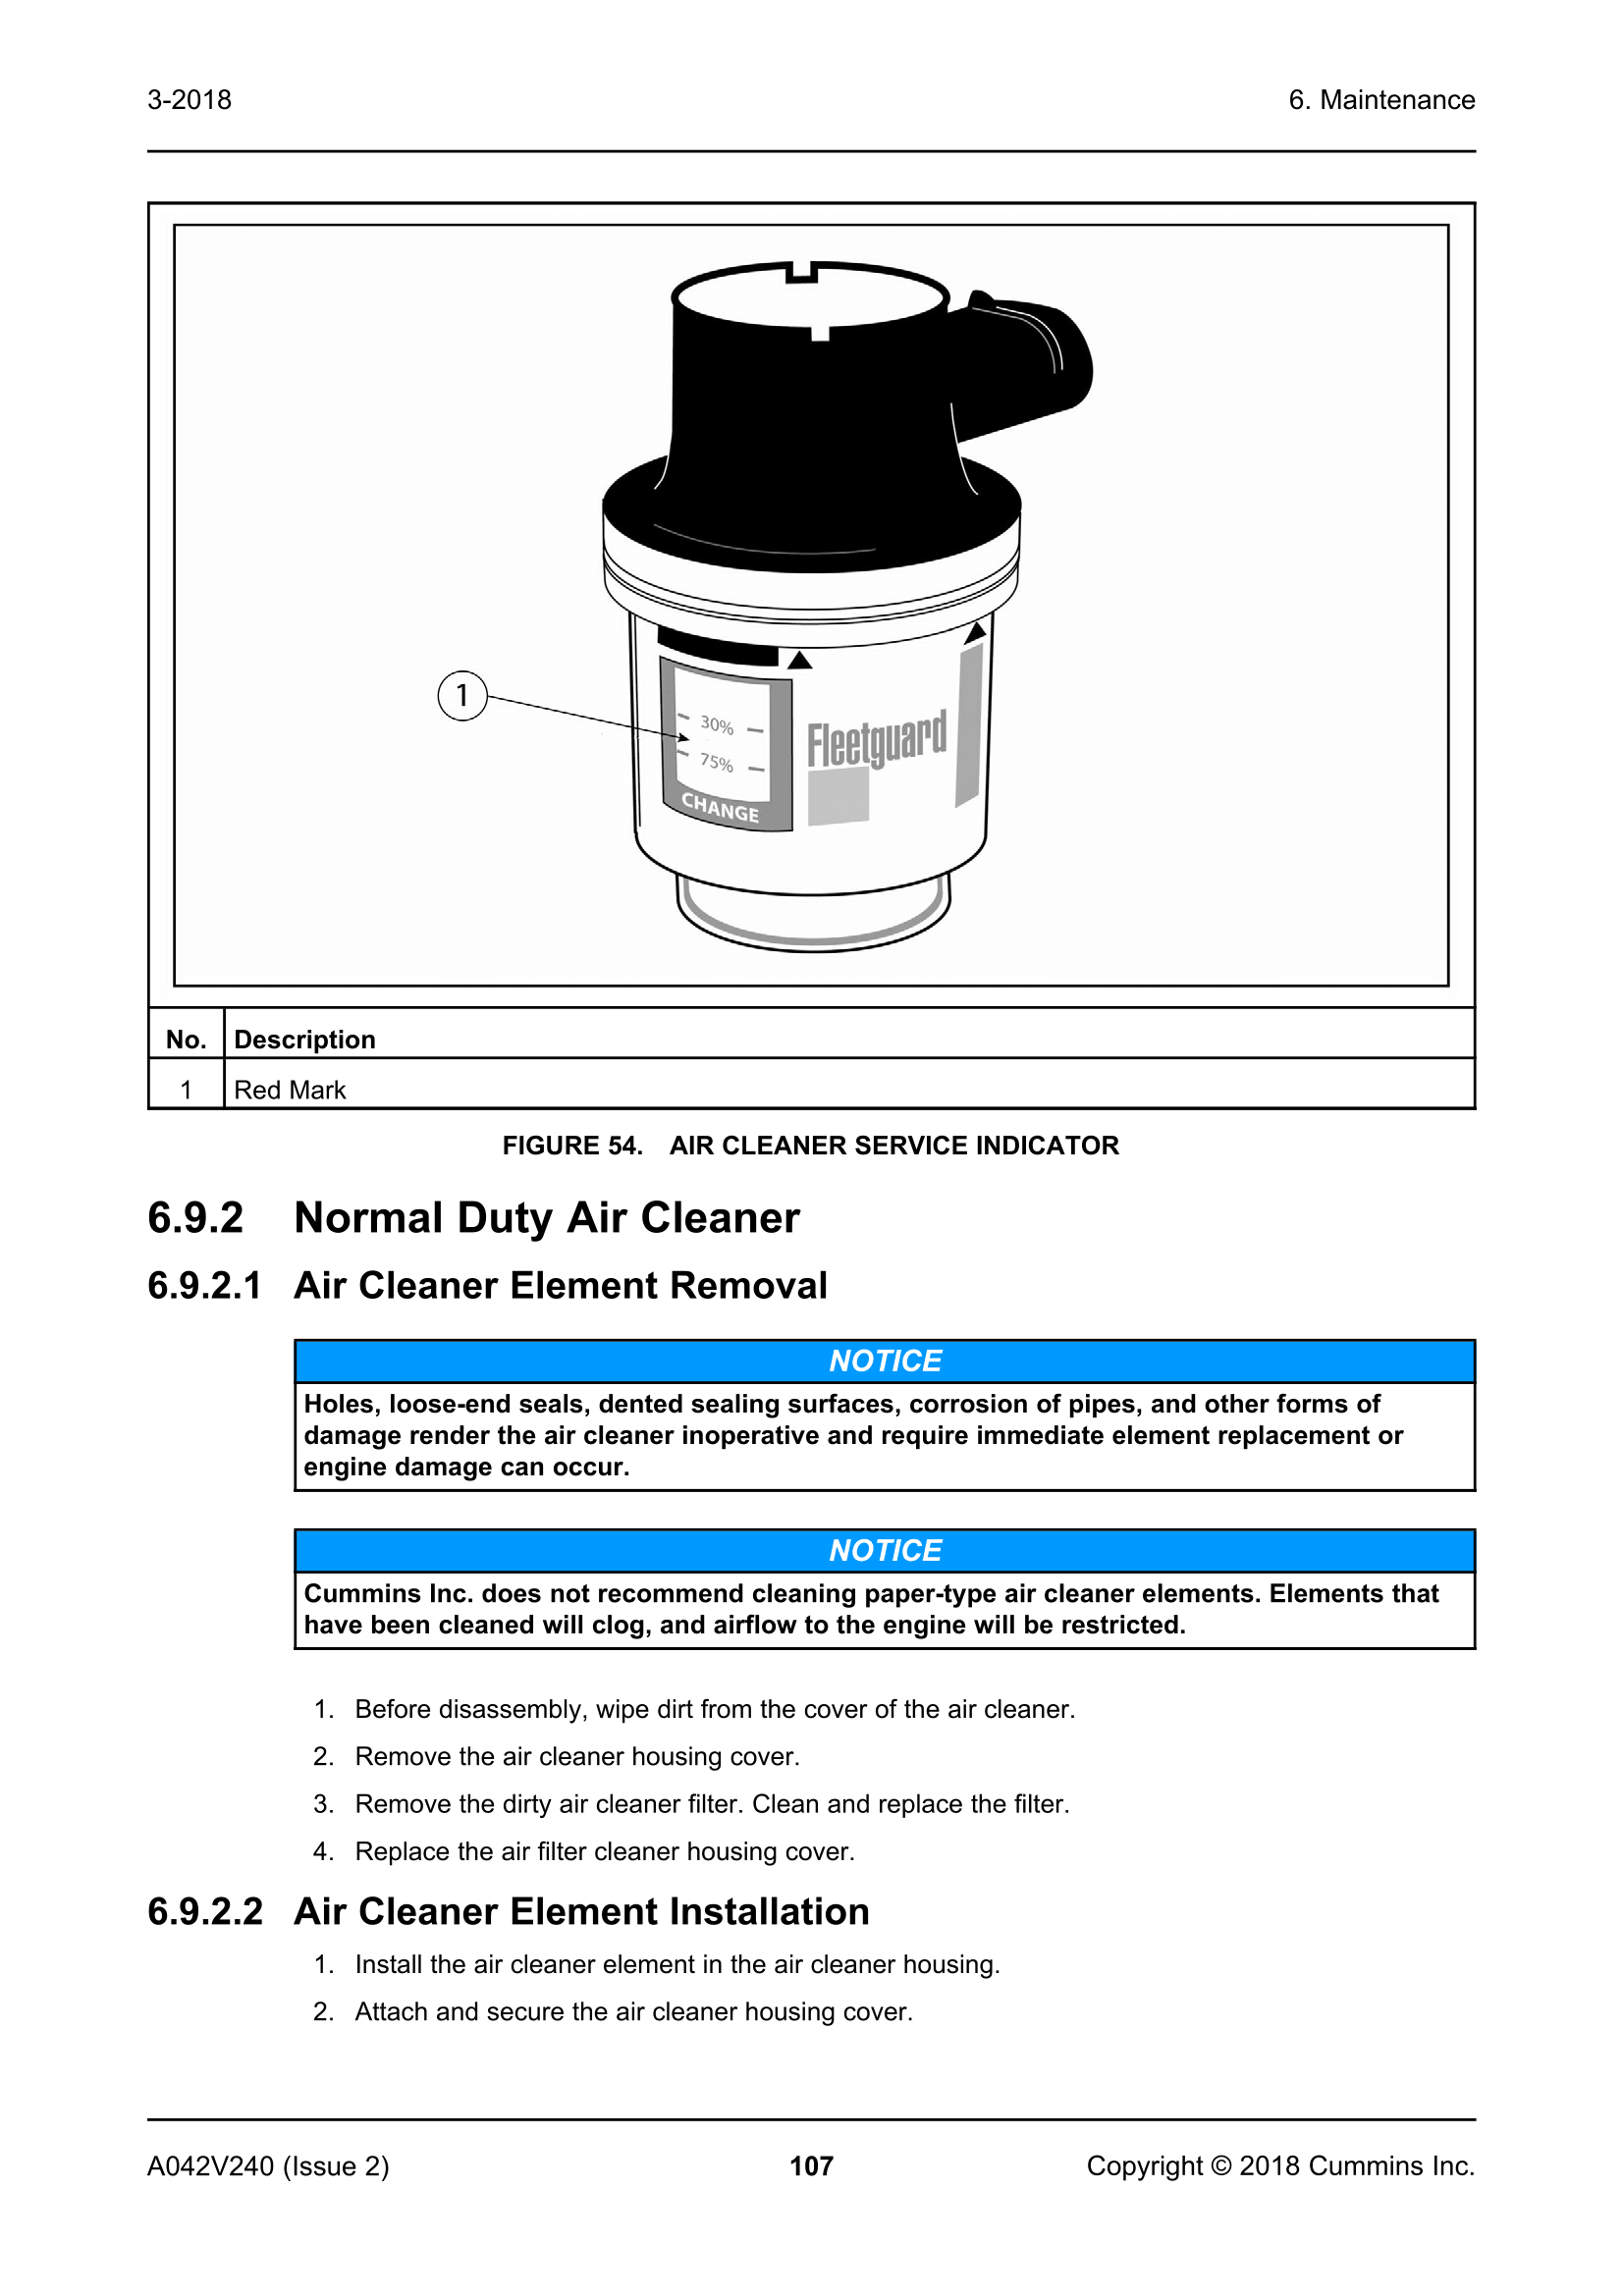 3-2018
6. Maintenance
1
30%
75%
CHANGE
Fleetguard
No.
Description
1
Red Mark
FIGURE 54. AIR CLEANER SERVICE INDICATOR
6.9.2 Normal Duty Air Cleaner
6.9.2.1 Air Cleaner Element Removal
NOTICE
Holes, loose-end seals, dented sealing surfaces, corrosion of pipes, and other forms of
damage render the air cleaner inoperative and require immediate element replacement or
engine damage can occur.
NOTICE
Cummins Inc. does not recommend cleaning paper-type air cleaner elements. Elements that
have been cleaned will clog, and airflow to the engine will be restricted.
1. Before disassembly, wipe dirt from the cover of the air cleaner.
2. Remove the air cleaner housing cover.
3. Remove the dirty air cleaner filter. Clean and replace the filter.
4. Replace the air filter cleaner housing cover.
6.9.2.2 Air Cleaner Element Installation
1. Install the air cleaner element in the air cleaner housing.
2. Attach and secure the air cleaner housing cover.
A042V240 (Issue 2)
107
Copyright © 2018 Cummins Inc.